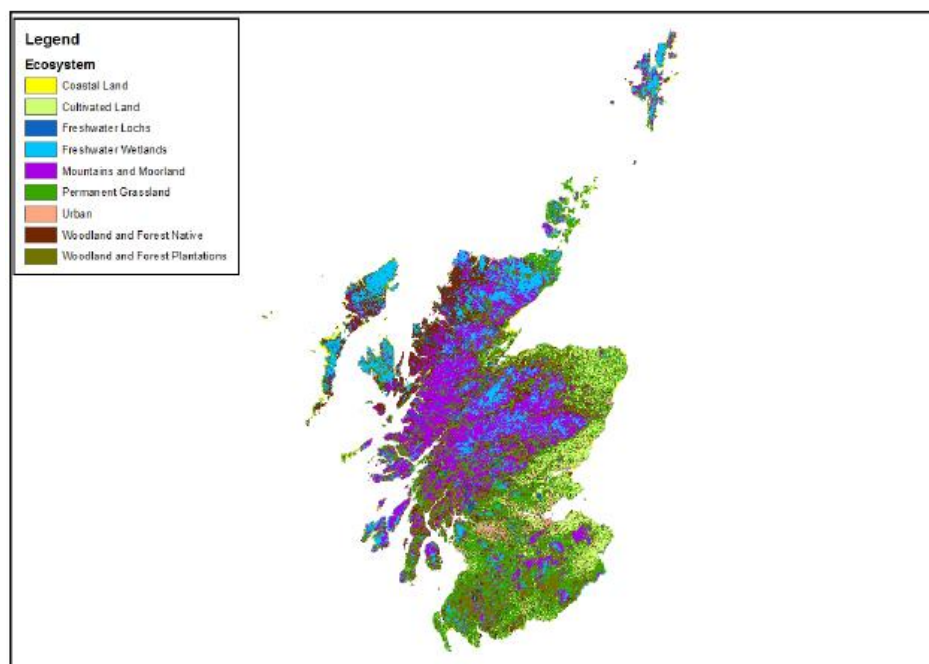 Legend
Ecosystem
Coastal Land
Cultivated Land
Freshwater Lochs
Freshwater Wetlands
Mountains and Moorland
Permanent Grassland
Urban
Woodland and Forest Native
Woodland and Forest Plantations